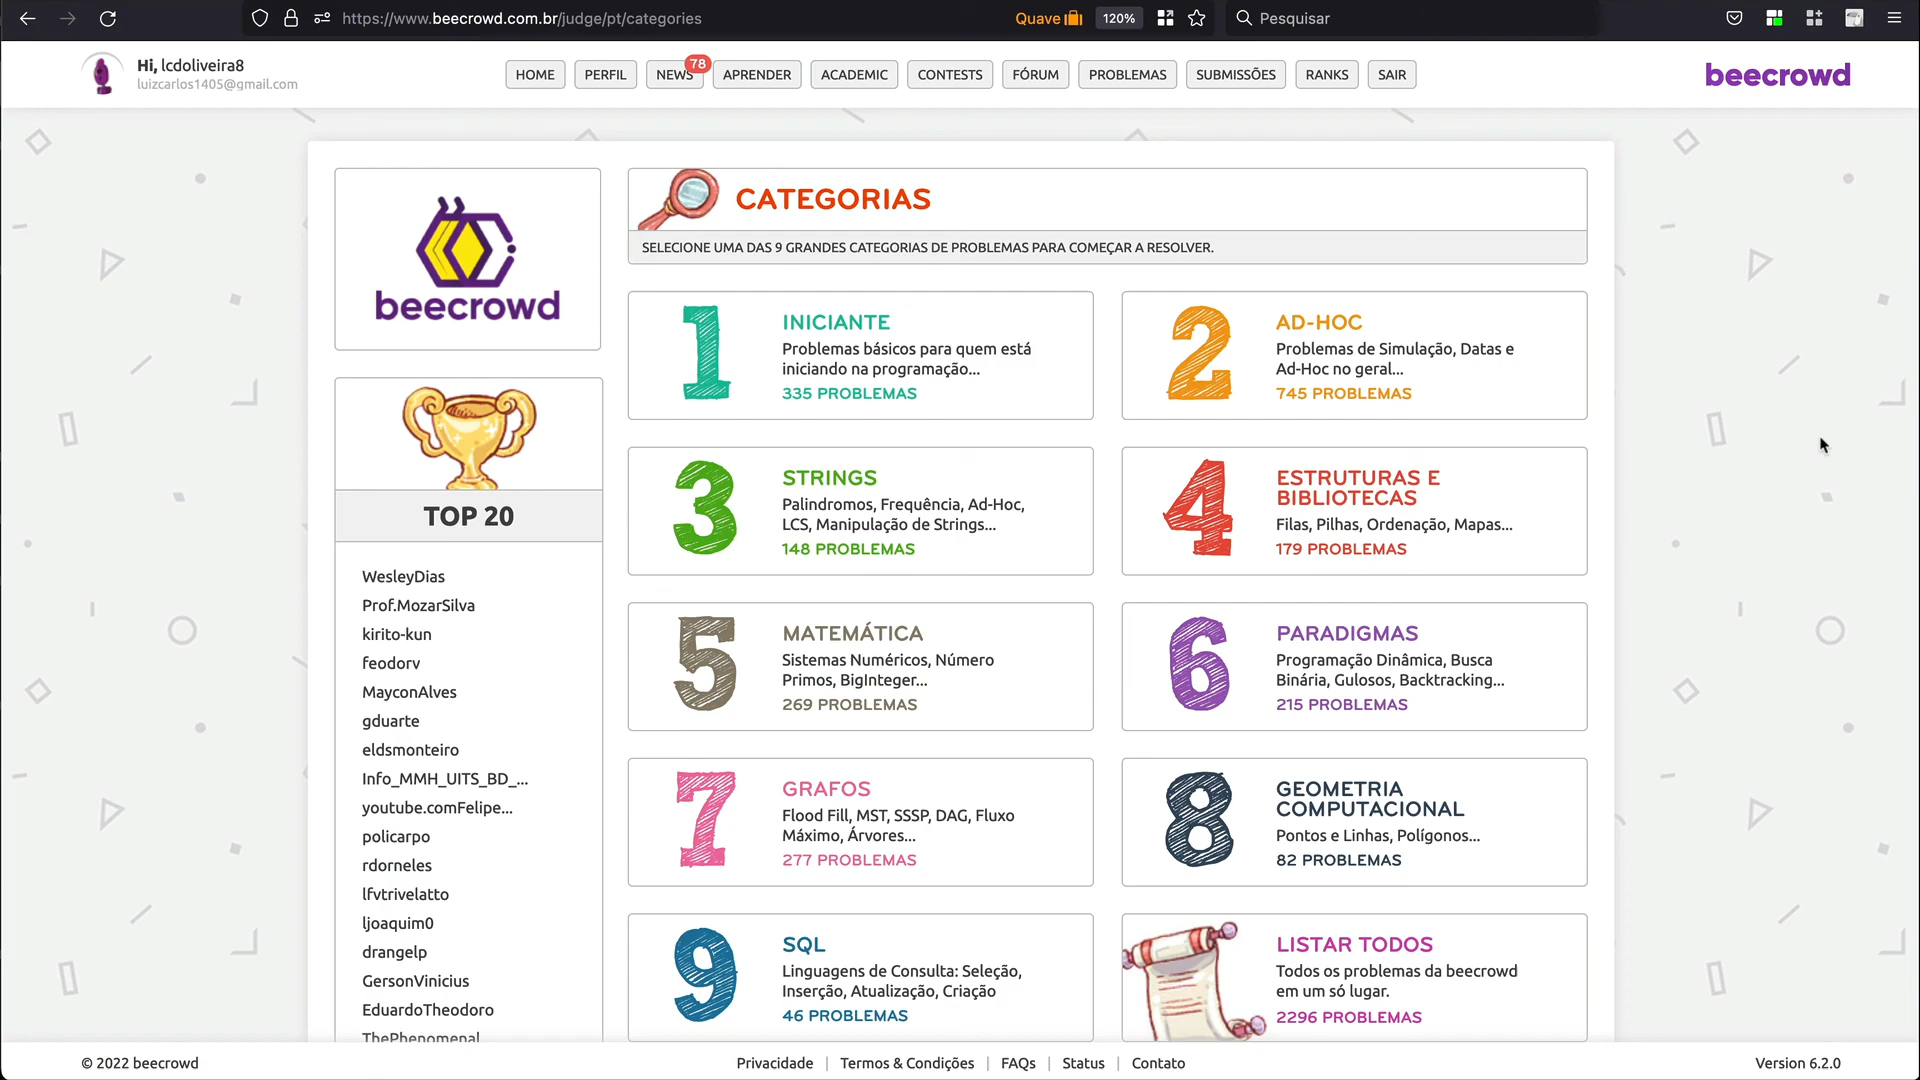 https://www.beecrowd.com.br/judge/pt/categories
Quave
120%
Pesquisar
Hi, lcdoliveira8
luizcarlos1405@gmail.com
HOME
PERFIL
NEWS
78
APRENDER
ACADEMIC
CONTESTS
FÓRUM
PROBLEMAS
SUBMISSÕES
RANKS
SAIR
beecrowd
beecrowd
CATEGORIAS
SELECIONE UMA DAS 9 GRANDES CATEGORIAS DE PROBLEMAS PARA COMEÇAR A RESOLVER.
1
INICIANTE
Problemas básicos para quem está
iniciando na programação...
335 PROBLEMAS
2
AD-HOC
Problemas de Simulação, Datas e
Ad-Hoc no geral...
745 PROBLEMAS
3
STRINGS
Palindromos, Frequência, Ad-Hoc,
LCS, Manipulação de Strings...
148 PROBLEMAS
4
ESTRUTURAS E
BIBLIOTECAS
Filas, Pilhas, Ordenação, Mapas...
179 PROBLEMAS
5
MATEMÁTICA
Sistemas Numéricos, Número
Primos, BigInteger...
269 PROBLEMAS
6
PARADIGMAS
Programação Dinâmica, Busca
Binária, Gulosos, Backtracking...
215 PROBLEMAS
7
GRAFOS
Flood Fill, MST, SSSP, DAG, Fluxo
Máximo, Árvores...
277 PROBLEMAS
8
GEOMETRIA
COMPUTACIONAL
Pontos e Linhas, Polígonos...
82 PROBLEMAS
9
SQL
Linguagens de Consulta: Seleção,
Inserção, Atualização, Criação
46 PROBLEMAS
LISTAR TODOS
Todos os problemas da beecrowd
em um só lugar.
2296 PROBLEMAS
TOP 20
WesleyDias
Prof.MozarSilva
kirito-kun
feodorv
MayconAlves
gduarte
eldsmonteiro
Info_MMH_UITS_BD_...
youtube.comFelipe...
policarpo
rdorneles
lfvtrivelatto
ljoaquim0
drangelp
GersonVinicius
EduardoTheodoro
ThePhenomenal
© 2022 beecrowd
Privacidade
Termos & Condições
FAQs
Status
Contato
Version 6.2.0